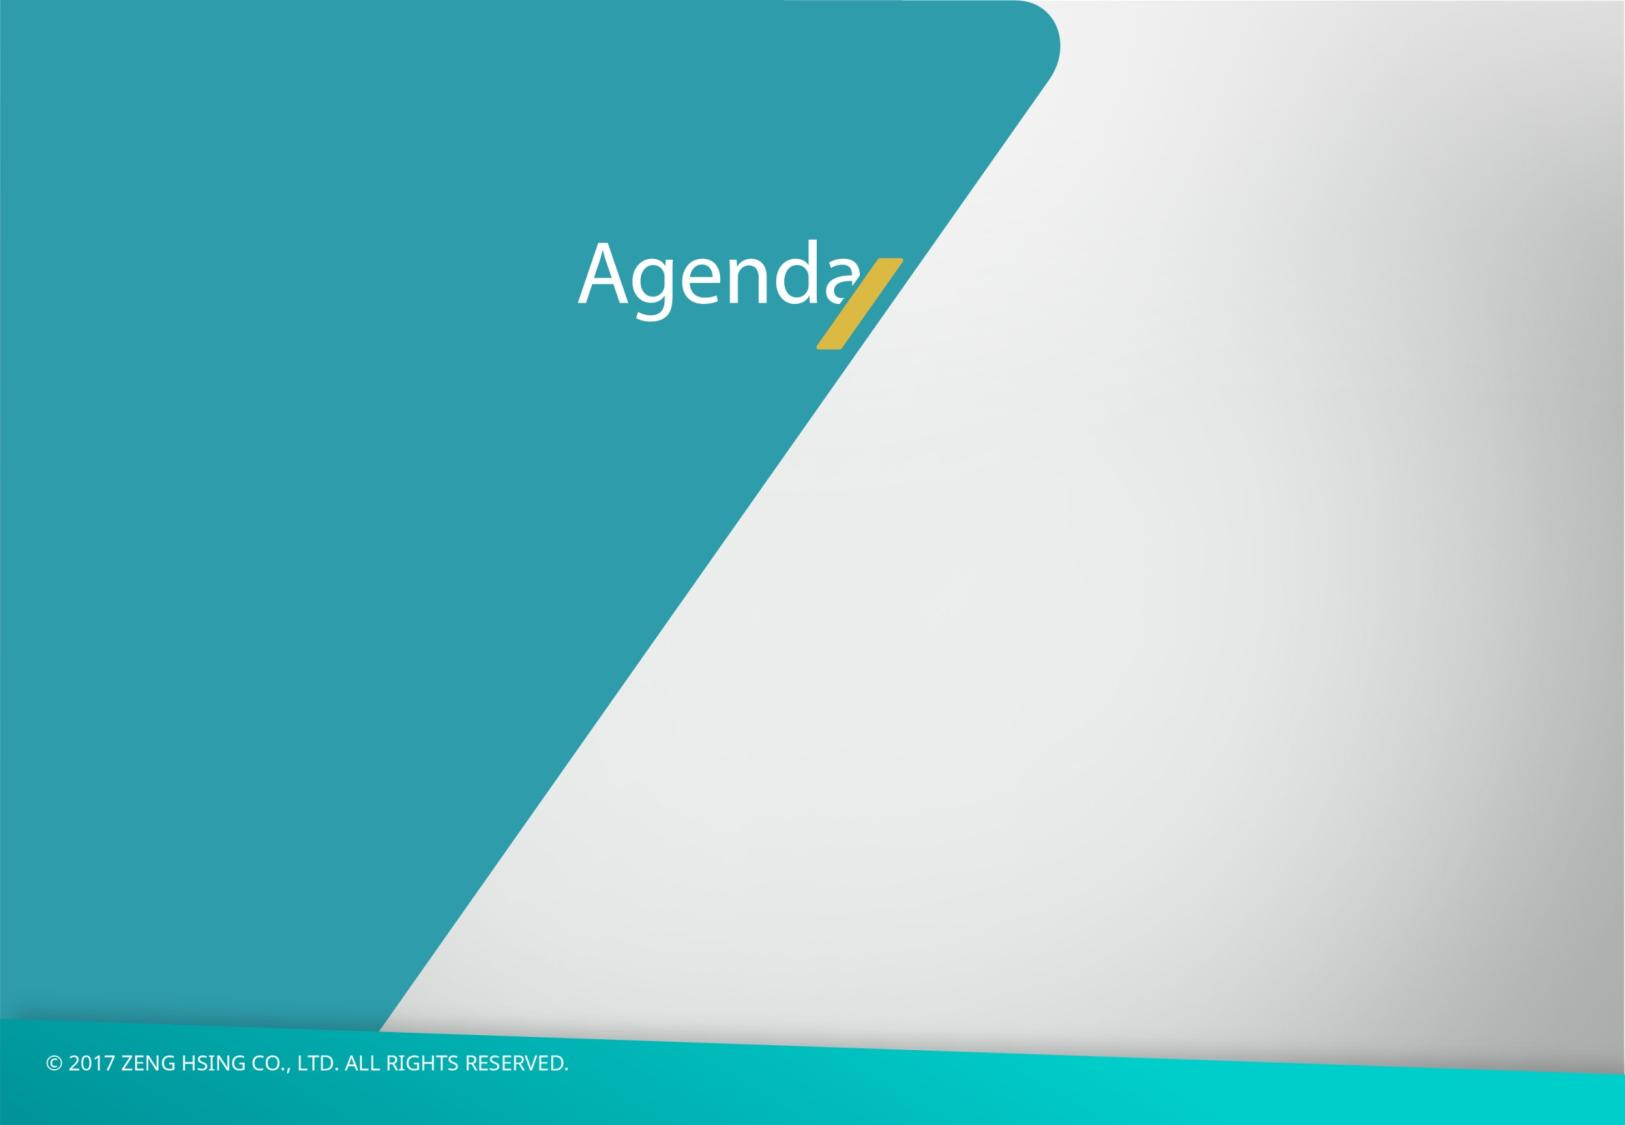 Agenda
© 2017 ZENG HSING CO., LTD. ALL RIGHTS RESERVED.